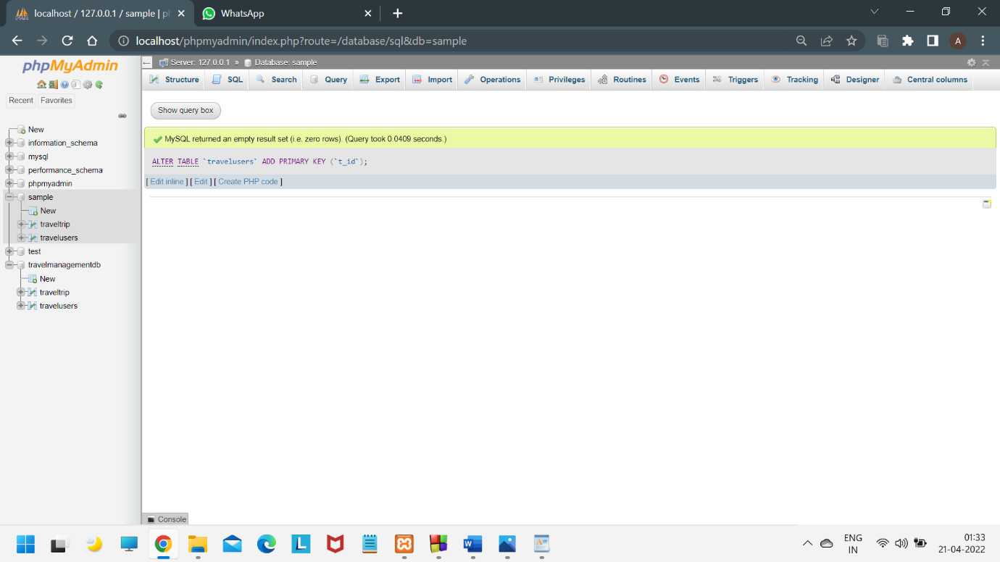 localhost / 127.0.0.1 / sample | p
WhatsApp
localhost/phpmyadmin/index.php?route=/database/sql&db=sample
A
phpMyAdmin
Recent
Favorites
New
information_schema
mysql
performance_schema
phpmyadmin
sample
New
traveltrip
travelusers
test
travelmanagementdb
New
traveltrip
travelusers
Server: 127.0.0.1 » Database: sample
Structure SQL Search Query Export Import Operations Privileges Routines Events Triggers Tracking Designer Central columns
Show query box
MySQL returned an empty result set (i.e. zero rows). (Query took 0.0409 seconds.)
ALTER TABLE `travelusers` ADD PRIMARY KEY (`t_id`);
[ Edit inline ] [ Edit ] [ Create PHP code ]
Console
L
W
ENG
IN
01:33
21-04-2022